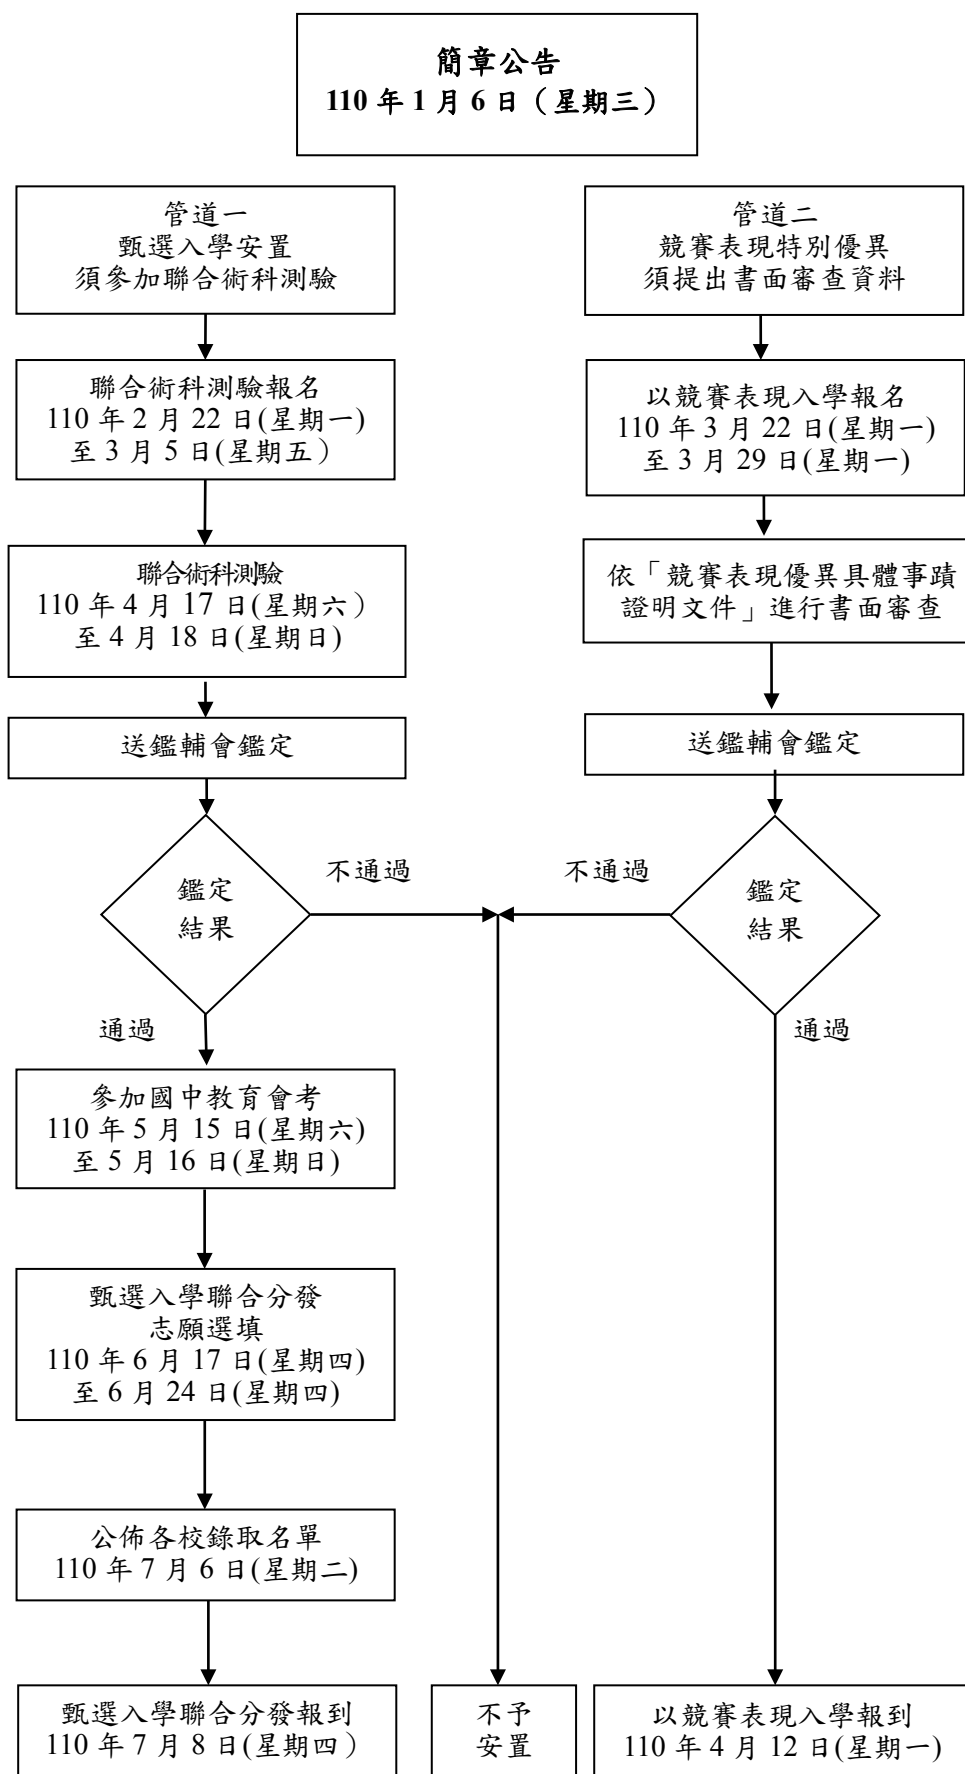 簡章公告
110 年 1 月 6 日（星期三）
管道一
甄選入學安置
須參加聯合術科測驗
管道二
競賽表現特別優異
須提出書面審查資料
聯合術科測驗報名
110 年 2 月 22 日(星期一)
至 3 月 5 日(星期五）
以競賽表現入學報名
110 年 3 月 22 日(星期一)
至 3 月 29 日(星期一)
聯合術科測驗
110 年 4 月 17 日(星期六）
至 4 月 18 日(星期日)
依「競賽表現優異具體事蹟
證明文件」進行書面審查
送鑑輔會鑑定
送鑑輔會鑑定
鑑定
結果
不通過
不通過
鑑定
結果
通過
通過
參加國中教育會考
110 年 5 月 15 日(星期六)
至 5 月 16 日(星期日)
甄選入學聯合分發
志願選填
110 年 6 月 17 日(星期四)
至 6 月 24 日(星期四)
公佈各校錄取名單
110 年 7 月 6 日(星期二)
甄選入學聯合分發報到
110 年 7 月 8 日(星期四）
不予
安置
以競賽表現入學報到
110 年 4 月 12 日(星期一)